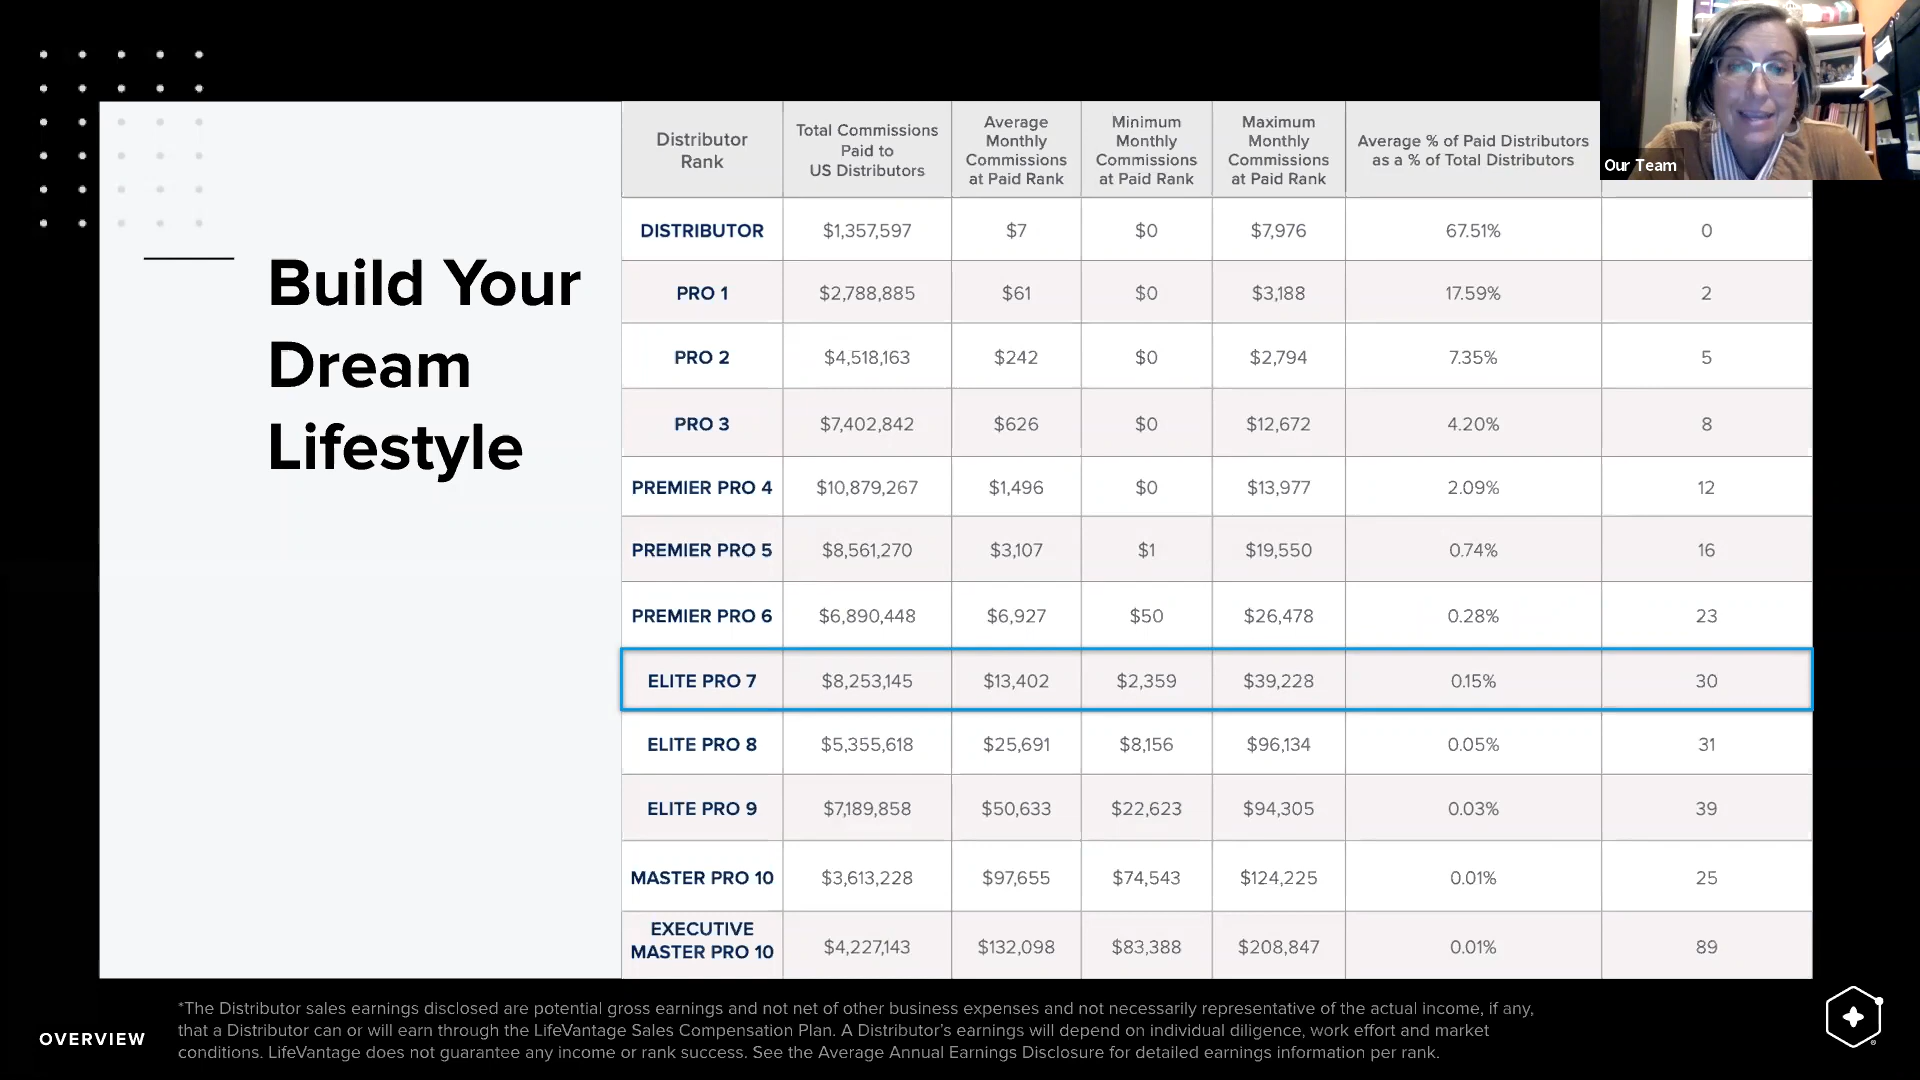 Our Team
Build Your
Dream
Lifestyle
Distributor
Rank
Total Commissions
Paid to
US Distributors
Average
Monthly
Commissions
at Paid Rank
Minimum
Monthly
Commissions
at Paid Rank
Maximum
Monthly
Commissions
at Paid Rank
Average % of Paid Distributors
as a % of Total Distributors
DISTRIBUTOR $1,357,597 $7 $0 $7,976 67.51% 0
PRO 1 $2,788,885 $61 $0 $3,188 17.59% 2
PRO 2 $4,518,163 $242 $0 $2,794 7.35% 5
PRO 3 $7,402,842 $626 $0 $12,672 4.20% 8
PREMIER PRO 4 $10,879,267 $1,496 $0 $13,977 2.09% 12
PREMIER PRO 5 $8,561,270 $3,107 $1 $19,550 0.74% 16
PREMIER PRO 6 $6,890,448 $6,927 $50 $26,478 0.28% 23
ELITE PRO 7 $8,253,145 $13,402 $2,359 $39,228 0.15% 30
ELITE PRO 8 $5,355,618 $25,691 $8,156 $96,134 0.05% 31
ELITE PRO 9 $7,189,858 $50,633 $22,623 $94,305 0.03% 39
MASTER PRO 10 $3,613,228 $97,655 $74,543 $124,225 0.01% 25
EXECUTIVE
MASTER PRO 10 $4,227,143 $132,098 $83,388 $208,847 0.01% 89
OVERVIEW
*The Distributor sales earnings disclosed are potential gross earnings and not net of other business expenses and not necessarily representative of the actual income, if any,
that a Distributor can or will earn through the LifeVantage Sales Compensation Plan. A Distributor's earnings will depend on individual diligence, work effort and market
conditions. LifeVantage does not guarantee any income or rank success. See the Average Annual Earnings Disclosure for detailed earnings information per rank.